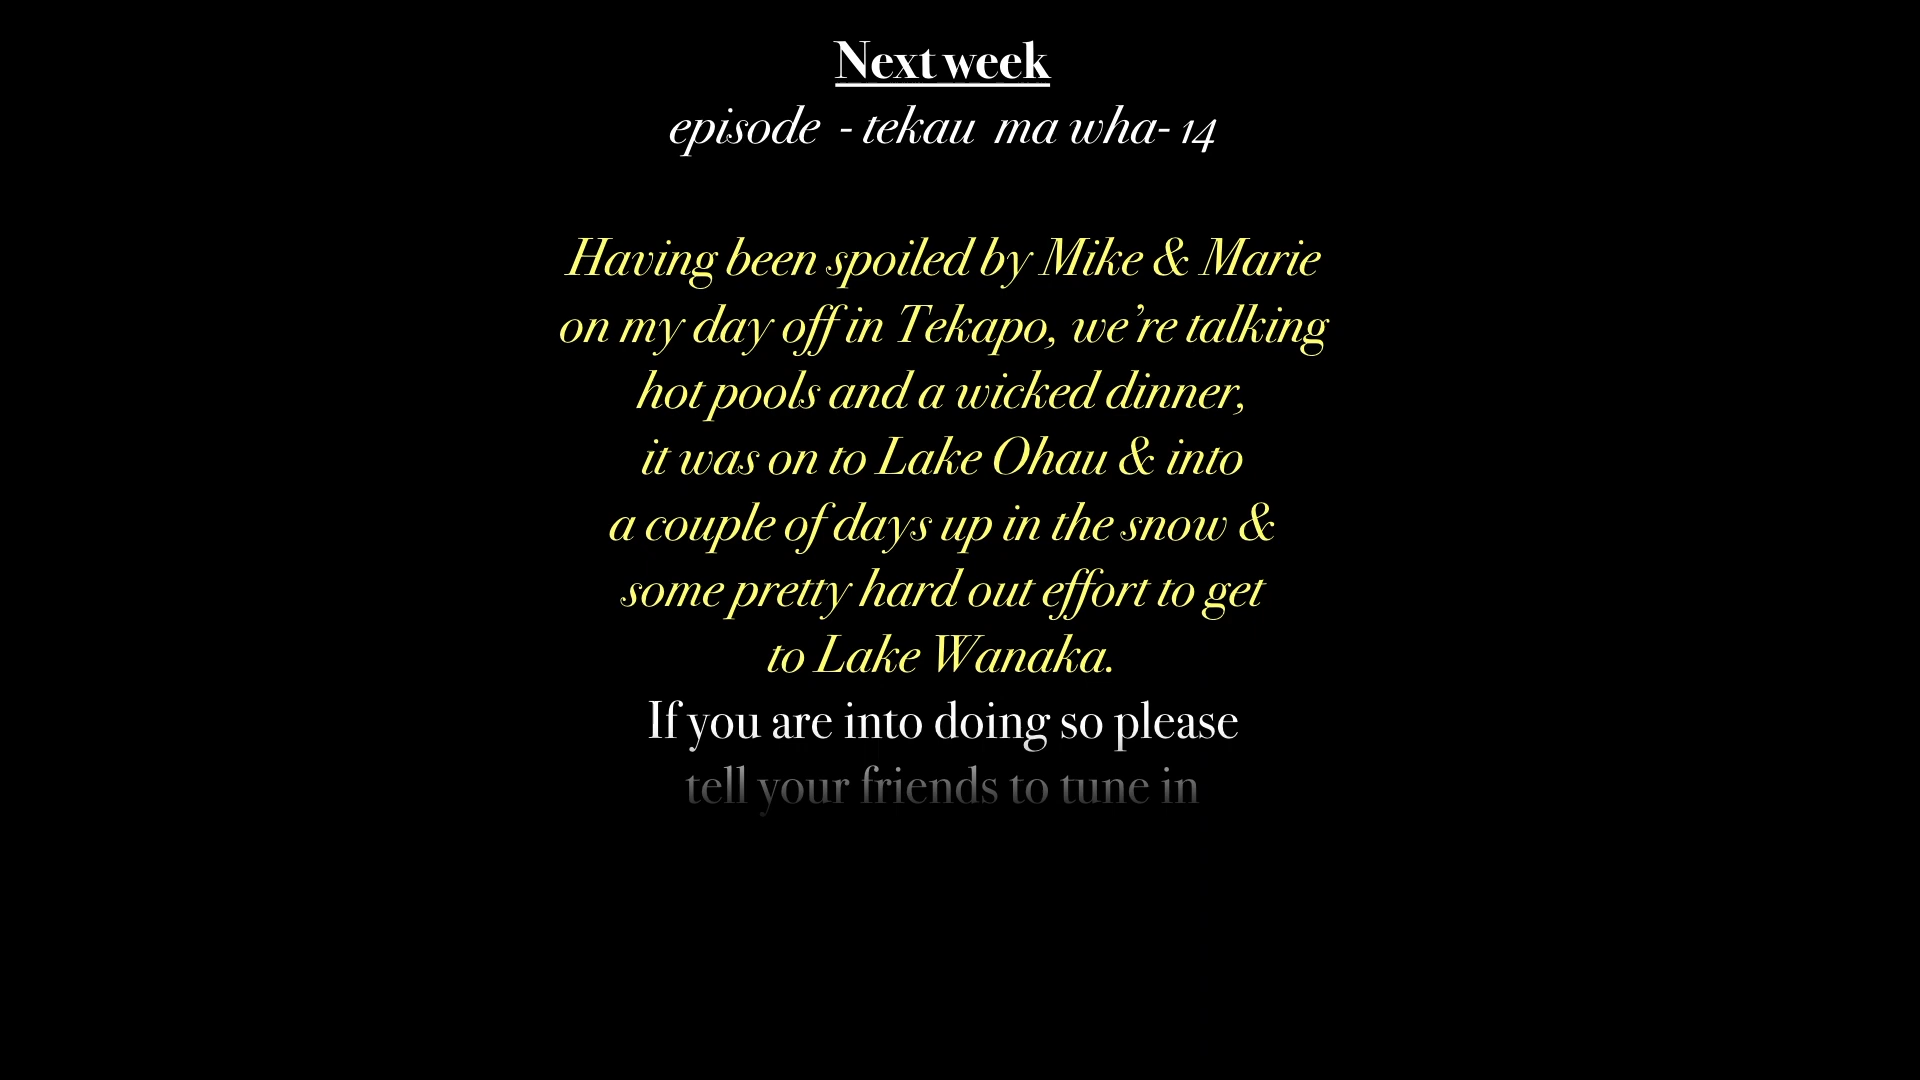 Next week
episode - tekau ma wha- 14
Having been spoiled by Mike & Marie
on my day off in Tekapo, we’re talking
hot pools and a wicked dinner,
it was on to Lake Ohau & into
a couple of days up in the snow &
some pretty hard out effort to get
to Lake Wanaka.
If you are into doing so please
tell your friends to tune in